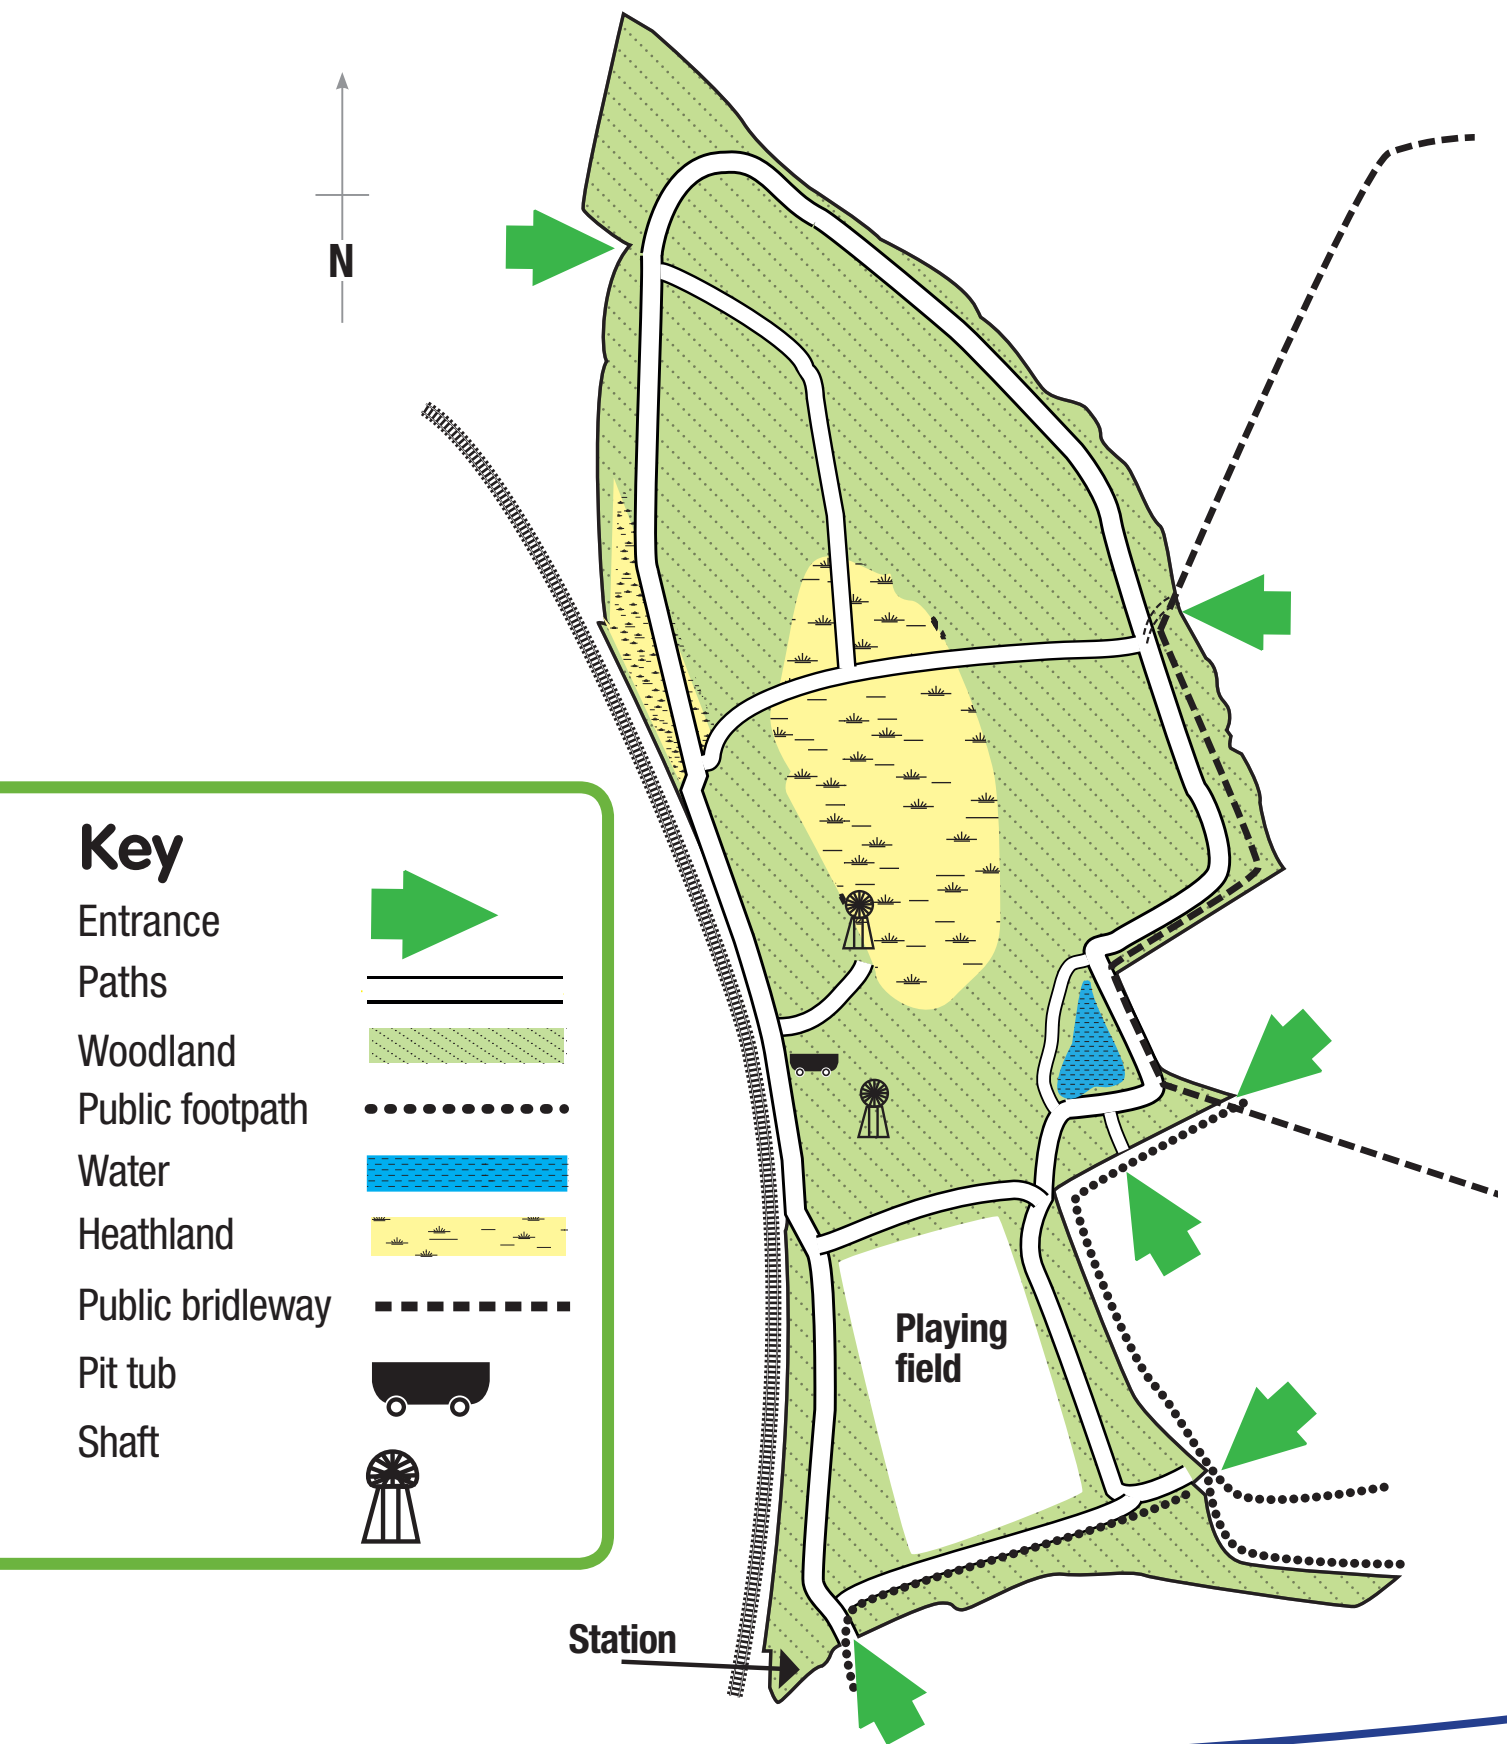 N
Key
Entrance
Paths
Woodland
Public footpath
Water
Heathland
Public bridleway
Pit tub
Shaft
Playing
field
Station